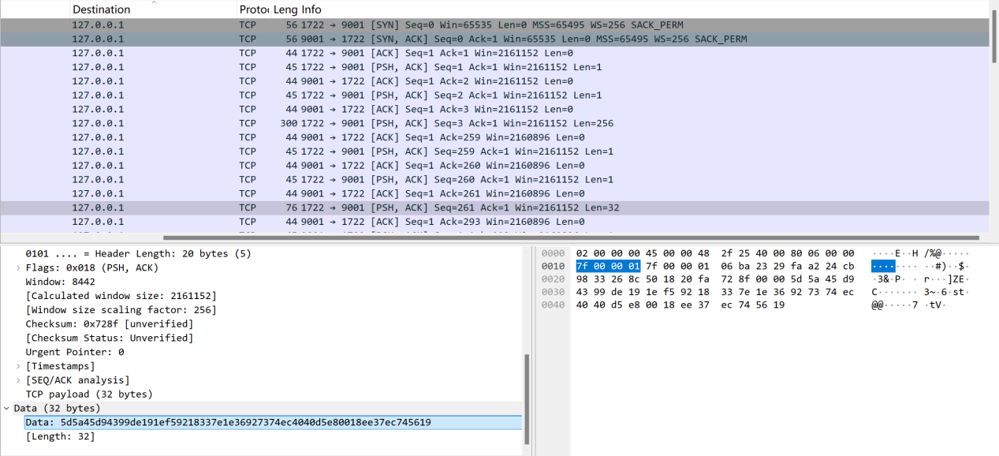 Destination Protoc Leng Info
127.0.0.1 TCP 56 1722 → 9001 [SYN] Seq=0 Win=65535 Len=0 MSS=65495 WS=256 SACK_PERM
127.0.0.1 TCP 56 9001 → 1722 [SYN, ACK] Seq=0 Ack=1 Win=65535 Len=0 MSS=65495 WS=256 SACK_PERM
127.0.0.1 TCP 44 1722 → 9001 [ACK] Seq=1 Ack=1 Win=2161152 Len=0
127.0.0.1 TCP 45 1722 → 9001 [PSH, ACK] Seq=1 Ack=1 Win=2161152 Len=1
127.0.0.1 TCP 44 9001 → 1722 [ACK] Seq=1 Ack=2 Win=2161152 Len=0
127.0.0.1 TCP 45 1722 → 9001 [PSH, ACK] Seq=2 Ack=1 Win=2161152 Len=1
127.0.0.1 TCP 44 9001 → 1722 [ACK] Seq=1 Ack=3 Win=2161152 Len=0
127.0.0.1 TCP 300 1722 → 9001 [PSH, ACK] Seq=3 Ack=1 Win=2161152 Len=256
127.0.0.1 TCP 44 9001 → 1722 [ACK] Seq=1 Ack=259 Win=2160896 Len=0
127.0.0.1 TCP 45 1722 → 9001 [PSH, ACK] Seq=259 Ack=1 Win=2161152 Len=1
127.0.0.1 TCP 44 9001 → 1722 [ACK] Seq=1 Ack=260 Win=2160896 Len=0
127.0.0.1 TCP 45 1722 → 9001 [PSH, ACK] Seq=260 Ack=1 Win=2161152 Len=1
127.0.0.1 TCP 44 9001 → 1722 [ACK] Seq=1 Ack=261 Win=2160896 Len=0
127.0.0.1 TCP 76 1722 → 9001 [PSH, ACK] Seq=261 Ack=1 Win=2161152 Len=32
127.0.0.1 TCP 44 9001 → 1722 [ACK] Seq=1 Ack=293 Win=2160896 Len=0
0101 .... = Header Length: 20 bytes (5)
Flags: 0x018 (PSH, ACK)
Window: 8442
[Calculated window size: 2161152]
[Window size scaling factor: 256]
Checksum: 0x728f [unverified]
[Checksum Status: Unverified]
Urgent Pointer: 0
[Timestamps]
[SEQ/ACK analysis]
TCP payload (32 bytes)
Data (32 bytes)
Data: 5d5a45d94399de191ef59218337e1e36927374ec4040d5e80018ee37ec745619
[Length: 32]
0000 02 00 00 00 45 00 00 48 2f 25 40 00 80 06 00 00 ····E··H /%@·····
0010 7f 00 00 01 7f 00 00 01 06 ba 23 29 fa a2 24 cb ········ ··#)··$·
0020 98 33 26 8c 50 18 20 fa 72 8f 00 00 5d 5a 45 d9 ·3&·P· · r···]ZE·
0030 43 99 de 19 1e f5 92 18 33 7e 1e 36 92 73 74 ec C······· 3~·6·st·
0040 40 40 d5 e8 00 18 ee 37 ec 74 56 19 @@·····7 ·tV·